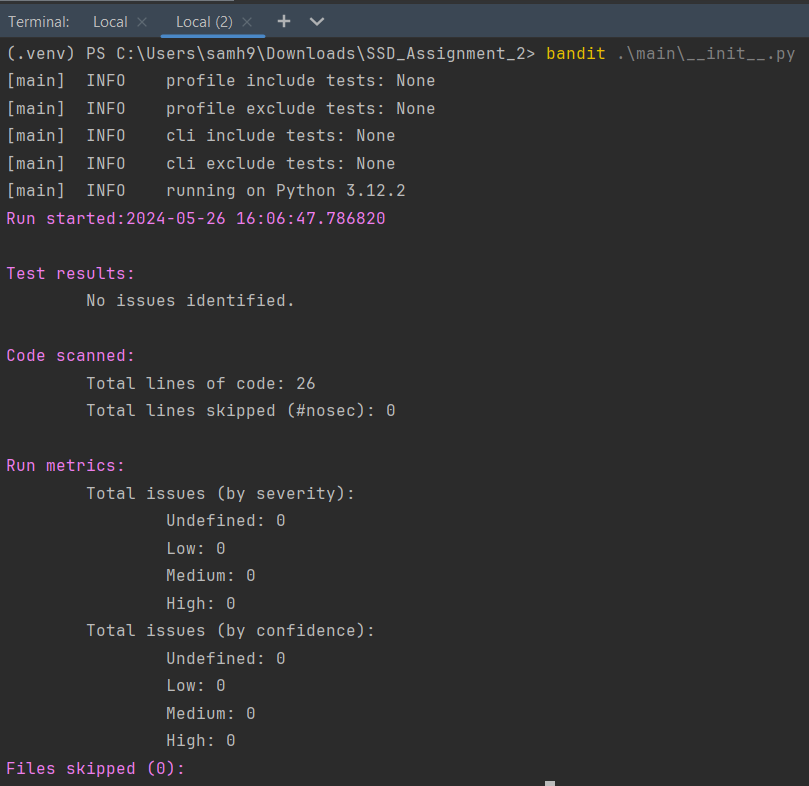 Terminal: Local × Local (2) × +
(.venv) PS C:\Users\samh9\Downloads\SSD_Assignment_2> bandit .\main\__init__.py
[main] INFO profile include tests: None
[main] INFO profile exclude tests: None
[main] INFO cli include tests: None
[main] INFO cli exclude tests: None
[main] INFO running on Python 3.12.2
Run started:2024-05-26 16:06:47.786820
Test results:
No issues identified.
Code scanned:
Total lines of code: 26
Total lines skipped (#nosec): 0
Run metrics:
Total issues (by severity):
Undefined: 0
Low: 0
Medium: 0
High: 0
Total issues (by confidence):
Undefined: 0
Low: 0
Medium: 0
High: 0
Files skipped (0):